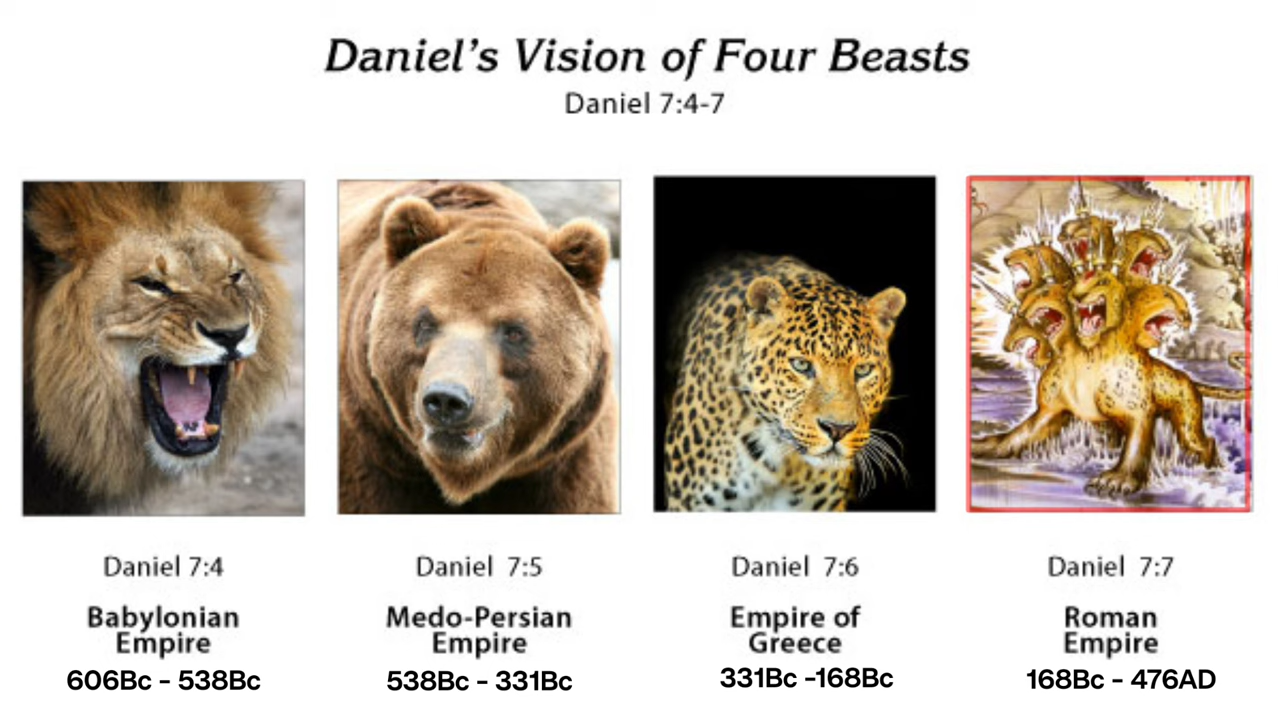 Daniel's Vision of Four Beasts
Daniel 7:4-7
Daniel 7:4
Babylonian
Empire
606Bc - 538Bc
Daniel 7:5
Medo-Persian
Empire
538Bc - 331Bc
Daniel 7:6
Empire of
Greece
331Bc -168Bc
Daniel 7:7
Roman
Empire
168Bc - 476AD